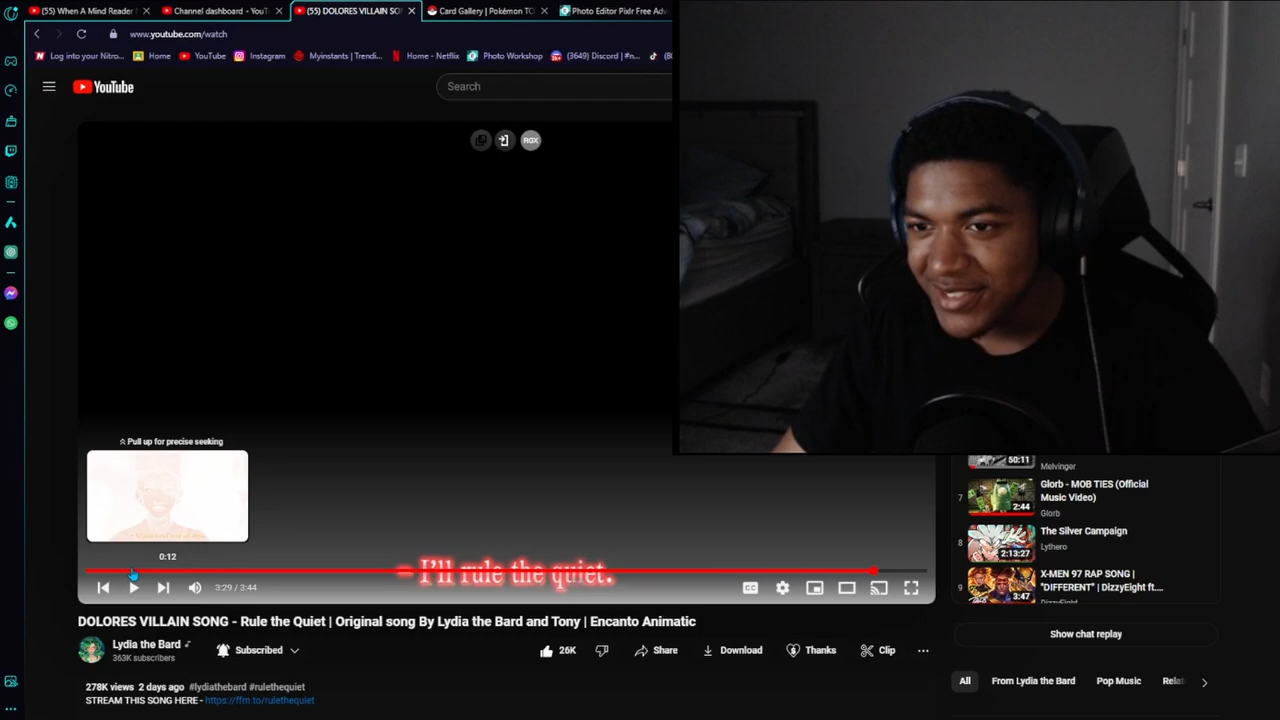 (55) When A Mind Reader
Channel dashboard - YouT
(55) DOLORES VILLAIN SO
Card Gallery | Pokémon TC
Photo Editor Pixlr Free Adv
www.youtube.com/watch
Log into your Nitro...
Home
YouTube
Instagram
Myinstants | Trendi...
Home - Netflix
Photo Workshop
(3649) Discord | #n...
YouTube
Search
RGX
Pull up for precise seeking
0:12
I'll rule the quiet.
3:29 / 3:44
CC
DOLORES VILLAIN SONG - Rule the Quiet | Original song By Lydia the Bard and Tony | Encanto Animatic
Lydia the Bard
363K subscribers
Subscribed
26K
Share
Download
Thanks
Clip
278K views 2 days ago #lydiathebard #rulethequiet
STREAM THIS SONG HERE - https://ffm.to/rulethequiet
50:11
Melvinger
7
Glorb - MOB TIES (Official
Music Video)
2:44
Glorb
8
The Silver Campaign
2:13:27
Lythero
9
X-MEN 97 RAP SONG |
"DIFFERENT" | DizzyEight ft....
3:47
DizzyEight
Show chat replay
All
From Lydia the Bard
Pop Music